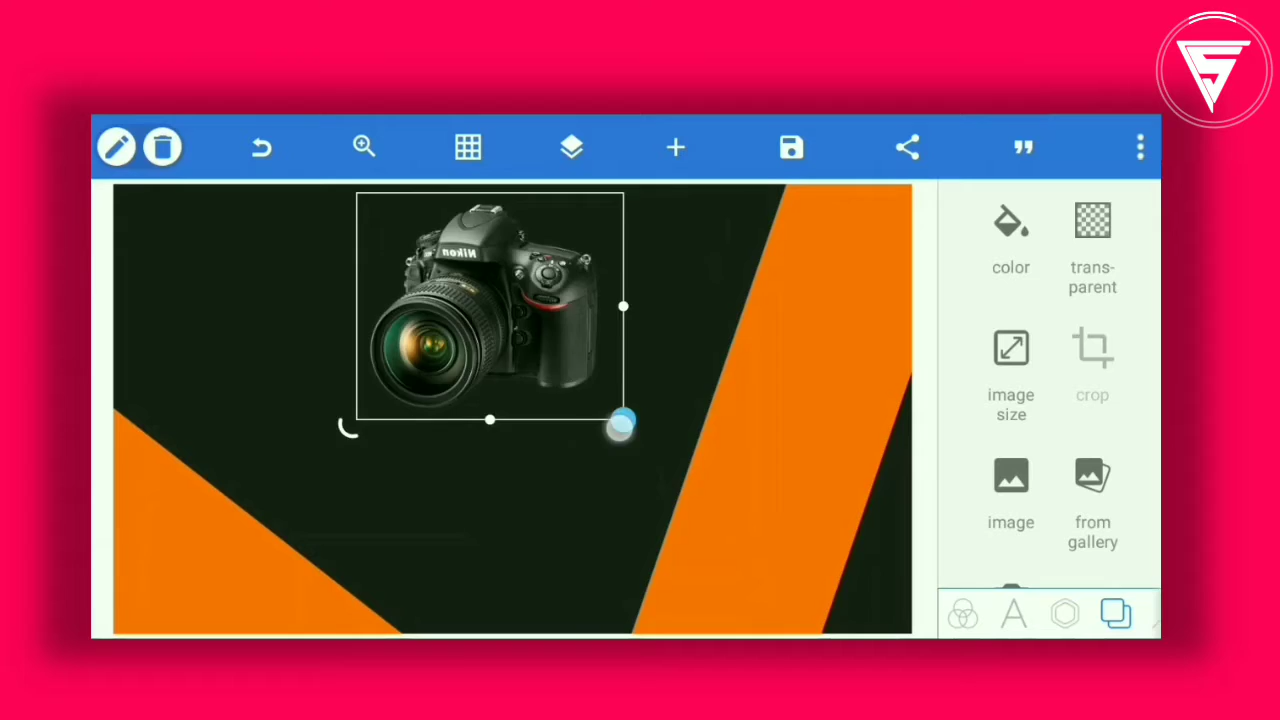 Nikon
color
trans-
parent
image
size
crop
image
from
gallery